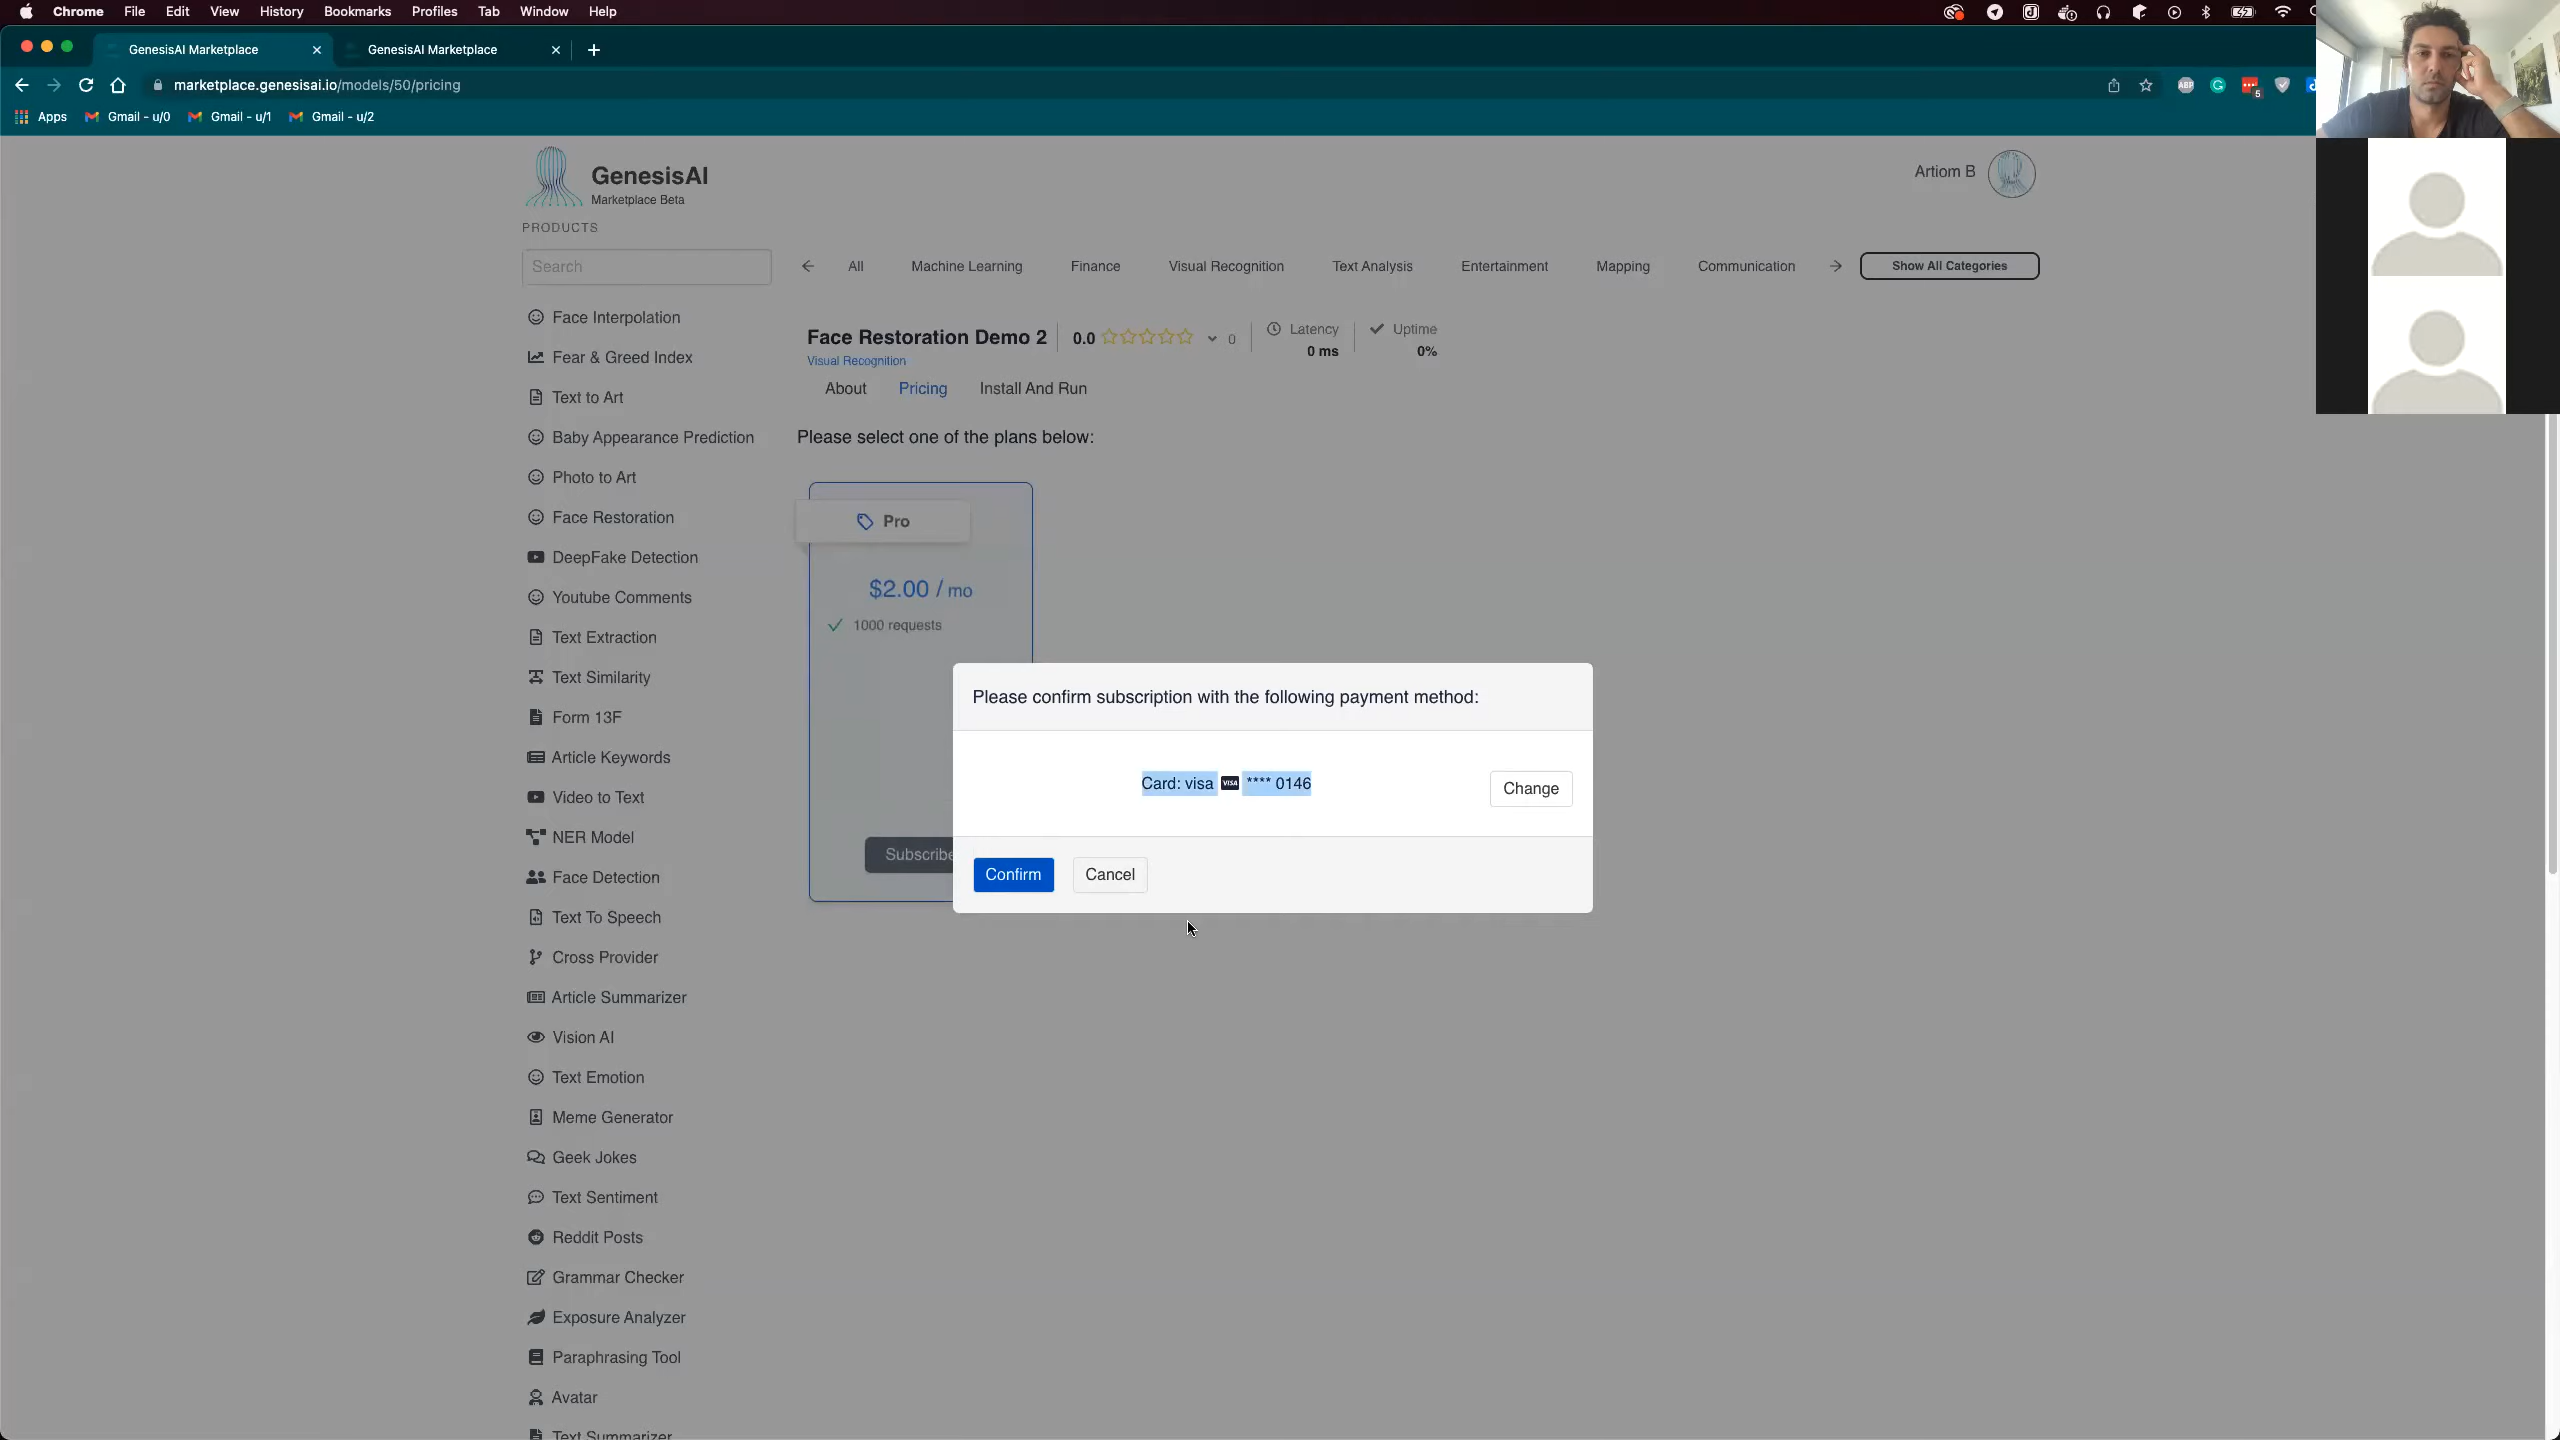 Chrome File Edit View History Bookmarks Profiles Tab Window Help
GenesisAI Marketplace
GenesisAI Marketplace
marketplace.genesisai.io/models/50/pricing
ABP
5
Apps
Gmail - u/0
Gmail - u/1
Gmail - u/2
GenesisAI
Marketplace Beta
Artiom B
PRODUCTS
Search
All
Machine Learning
Finance
Visual Recognition
Text Analysis
Entertainment
Mapping
Communication
Show All Categories
Face Interpolation
Fear & Greed Index
Text to Art
Baby Appearance Prediction
Photo to Art
Face Restoration
DeepFake Detection
Youtube Comments
Text Extraction
Text Similarity
Form 13F
Article Keywords
Video to Text
NER Model
Face Detection
Text To Speech
Cross Provider
Article Summarizer
Vision AI
Text Emotion
Meme Generator
Geek Jokes
Text Sentiment
Reddit Posts
Grammar Checker
Exposure Analyzer
Paraphrasing Tool
Avatar
Text Summarizer
Face Restoration Demo 2
0.0
0
Latency
0 ms
Uptime
0%
Visual Recognition
About
Pricing
Install And Run
Please select one of the plans below:
Pro
$2.00 / mo
1000 requests
Subscribe
Please confirm subscription with the following payment method:
Card: visa VISA **** 0146
Change
Confirm
Cancel